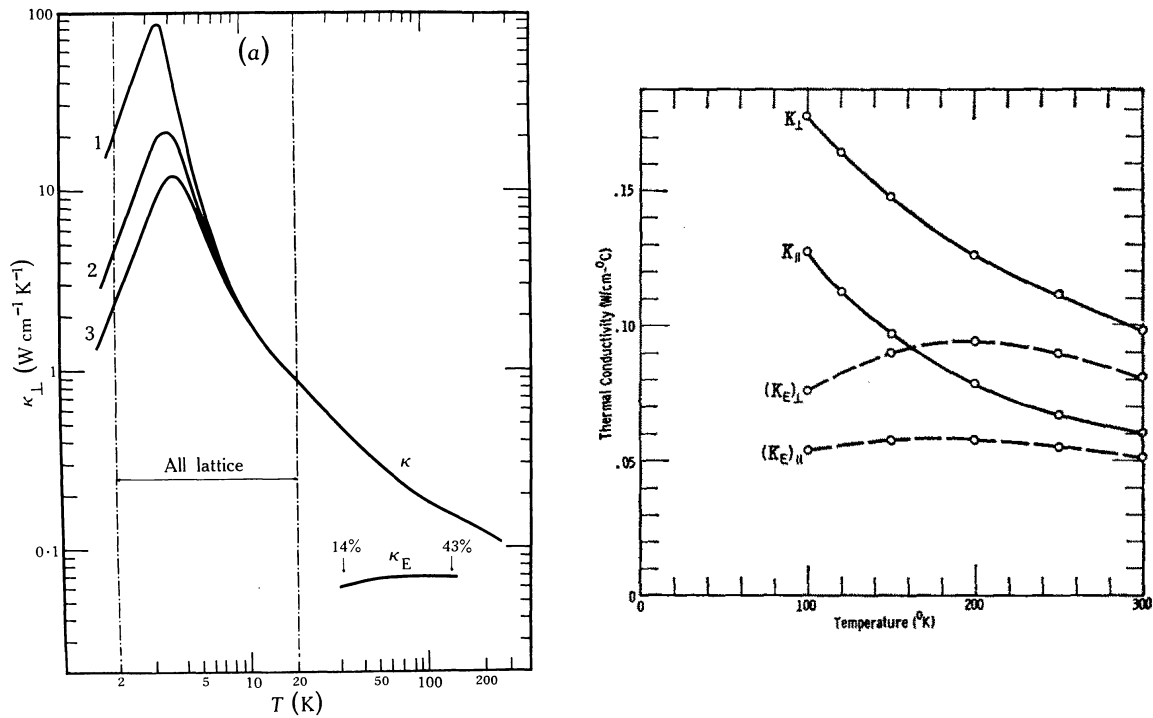 100
(a)
1
10
2
3
κ⊥ (W cm⁻¹ K⁻¹)
1
All lattice
κ
14%
κE
43%
0·1
2
5
10
20
50
100
200
T (K)
K⊥
.15
K∥
Thermal Conductivity (W/cm-°C)
.10
(KE)⊥
(KE)∥
.05
0
0
100
200
300
Temperature (°K)